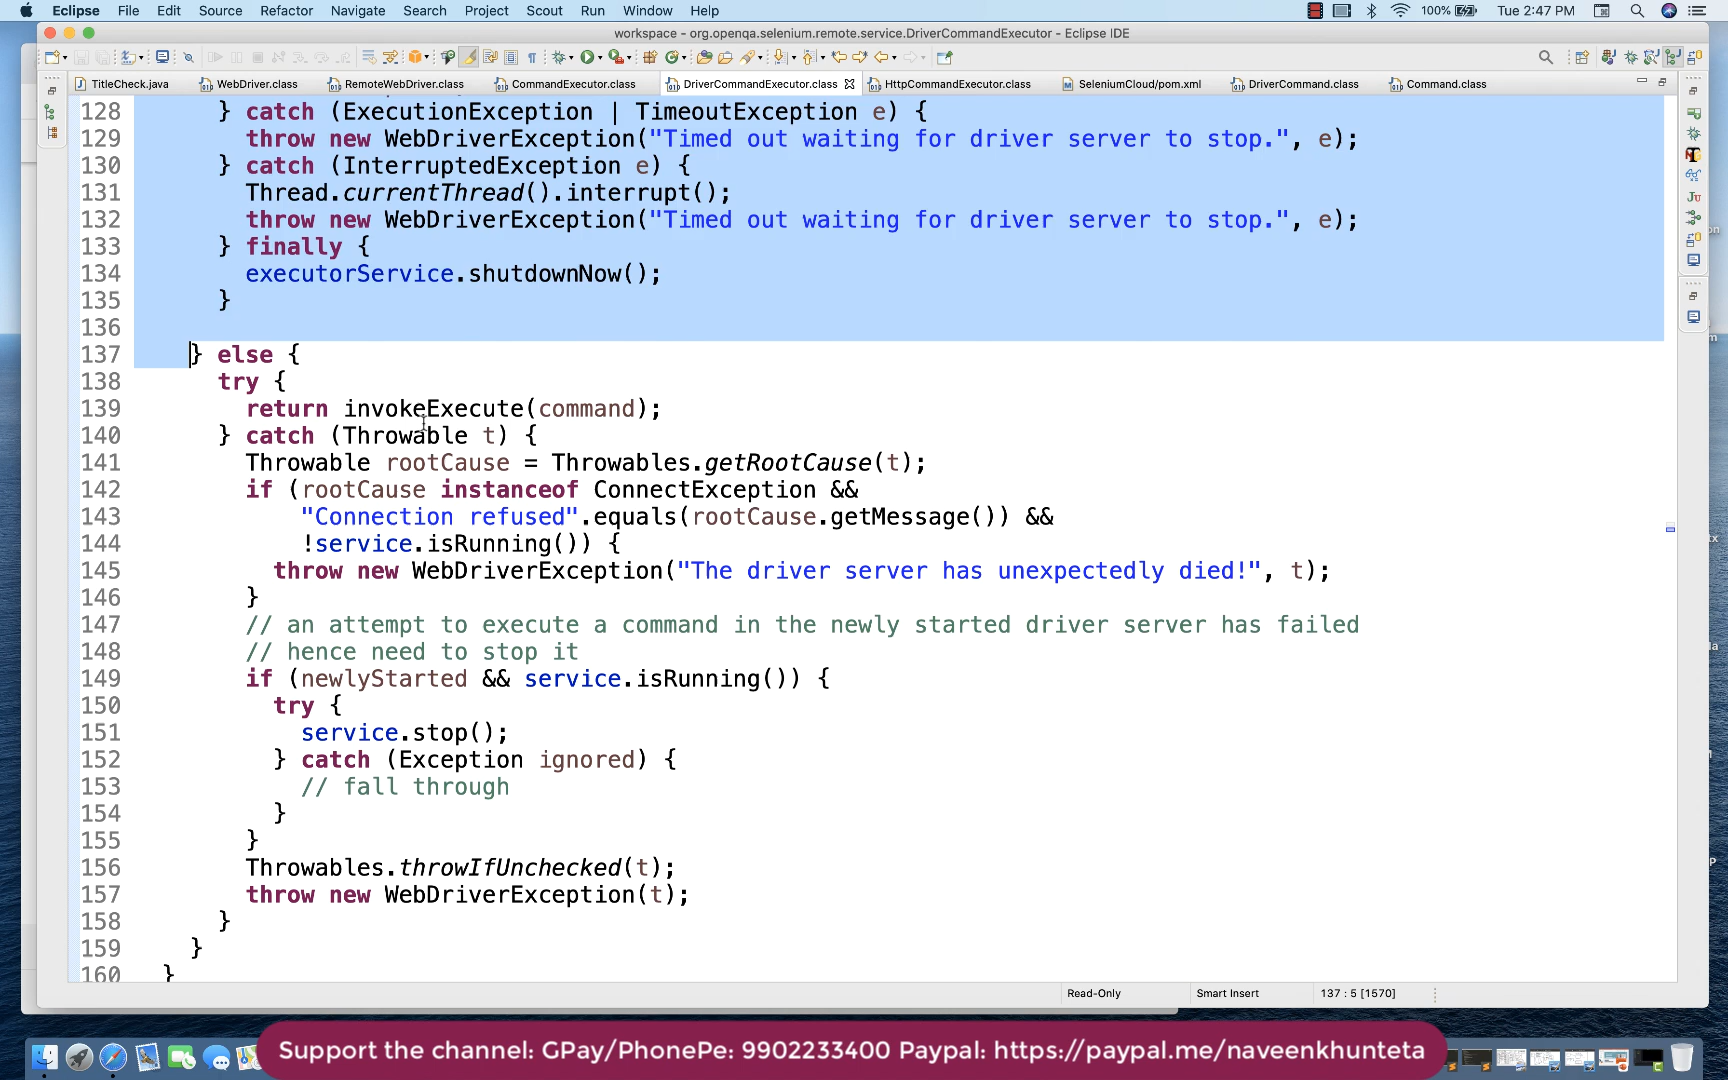 Eclipse File Edit Source Refactor Navigate Search Project Scout Run Window Help 100% Tue 2:47 PM
workspace - org.openqa.selenium.remote.service.DriverCommandExecutor - Eclipse IDE
TitleCheck.java WebDriver.class RemoteWebDriver.class CommandExecutor.class DriverCommandExecutor.class HttpCommandExecutor.class SeleniumCloud/pom.xml DriverCommand.class Command.class
128 } catch (ExecutionException | TimeoutException e) {
129 throw new WebDriverException("Timed out waiting for driver server to stop.", e);
130 } catch (InterruptedException e) {
131 Thread.currentThread().interrupt();
132 throw new WebDriverException("Timed out waiting for driver server to stop.", e);
133 } finally {
134 executorService.shutdownNow();
135 }
136
137 } else {
138 try {
139 return invokeExecute(command);
140 } catch (Throwable t) {
141 Throwable rootCause = Throwables.getRootCause(t);
142 if (rootCause instanceof ConnectException &&
143 "Connection refused".equals(rootCause.getMessage()) &&
144 !service.isRunning()) {
145 throw new WebDriverException("The driver server has unexpectedly died!", t);
146 }
147 // an attempt to execute a command in the newly started driver server has failed
148 // hence need to stop it
149 if (newlyStarted && service.isRunning()) {
150 try {
151 service.stop();
152 } catch (Exception ignored) {
153 // fall through
154 }
155 }
156 Throwables.throwIfUnchecked(t);
157 throw new WebDriverException(t);
158 }
159 }
160 }
Read-Only Smart Insert 137 : 5 [1570]
Support the channel: GPay/PhonePe: 9902233400 Paypal: https://paypal.me/naveenkhunteta